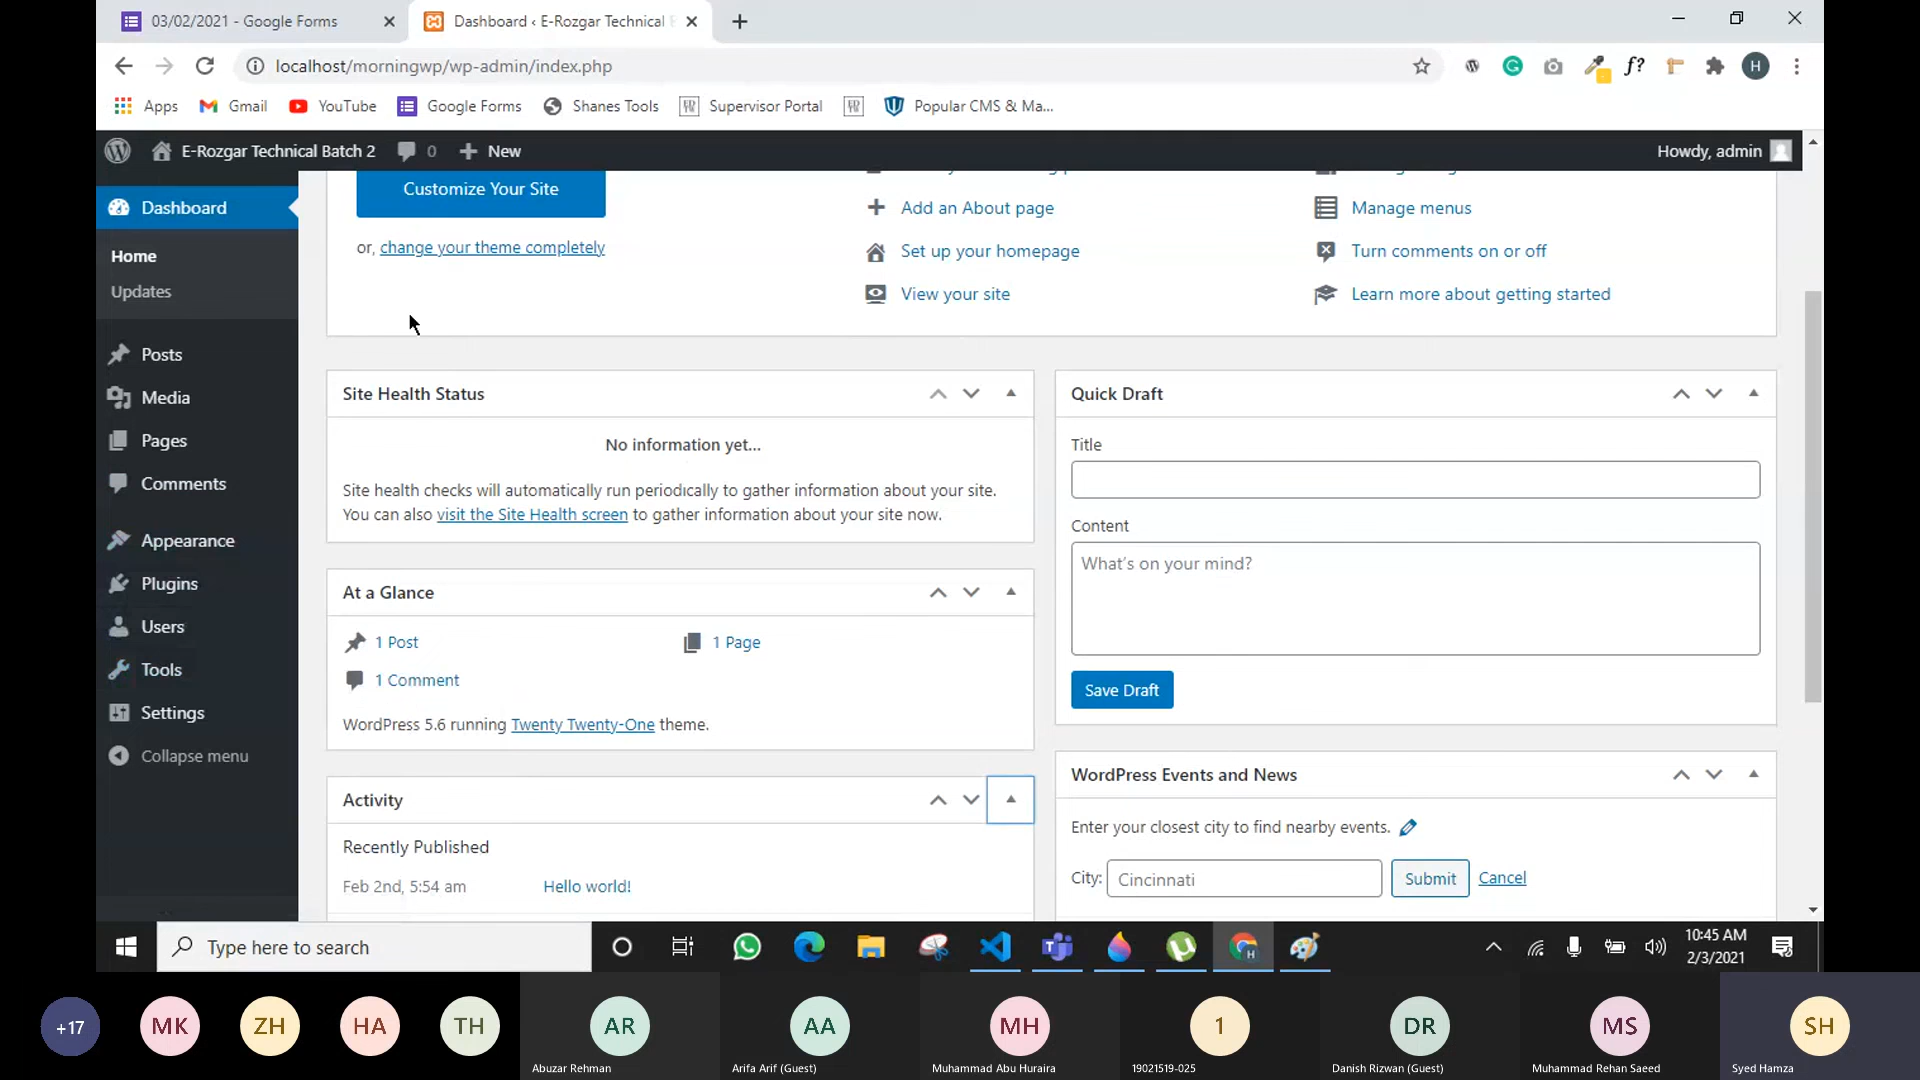 03/02/2021 - Google Forms
Dashboard ‹ E-Rozgar Technical
localhost/morningwp/wp-admin/index.php
f?
H
Apps
Gmail
YouTube
Google Forms
Shanes Tools
Supervisor Portal
Popular CMS & Ma...
E-Rozgar Technical Batch 2
0
New
Howdy, admin
Dashboard
Home
Updates
Posts
Media
Pages
Comments
Appearance
Plugins
Users
Tools
Settings
Collapse menu
Customize Your Site
or, change your theme completely
Add an About page
Set up your homepage
View your site
Manage menus
Turn comments on or off
Learn more about getting started
Site Health Status
No information yet...
Site health checks will automatically run periodically to gather information about your site.
You can also visit the Site Health screen to gather information about your site now.
At a Glance
1 Post
1 Page
1 Comment
WordPress 5.6 running Twenty Twenty-One theme.
Activity
Recently Published
Feb 2nd, 5:54 am
Hello world!
Quick Draft
Title
Content
What's on your mind?
Save Draft
WordPress Events and News
Enter your closest city to find nearby events.
City: Cincinnati
Submit
Cancel
Type here to search
10:45 AM
2/3/2021
+17
MK
ZH
HA
TH
AR
AA
MH
1
DR
MS
SH
Abuzar Rehman
Arifa Arif (Guest)
Muhammad Abu Huraira
19021519-025
Danish Rizwan (Guest)
Muhammad Rehan Saeed
Syed Hamza